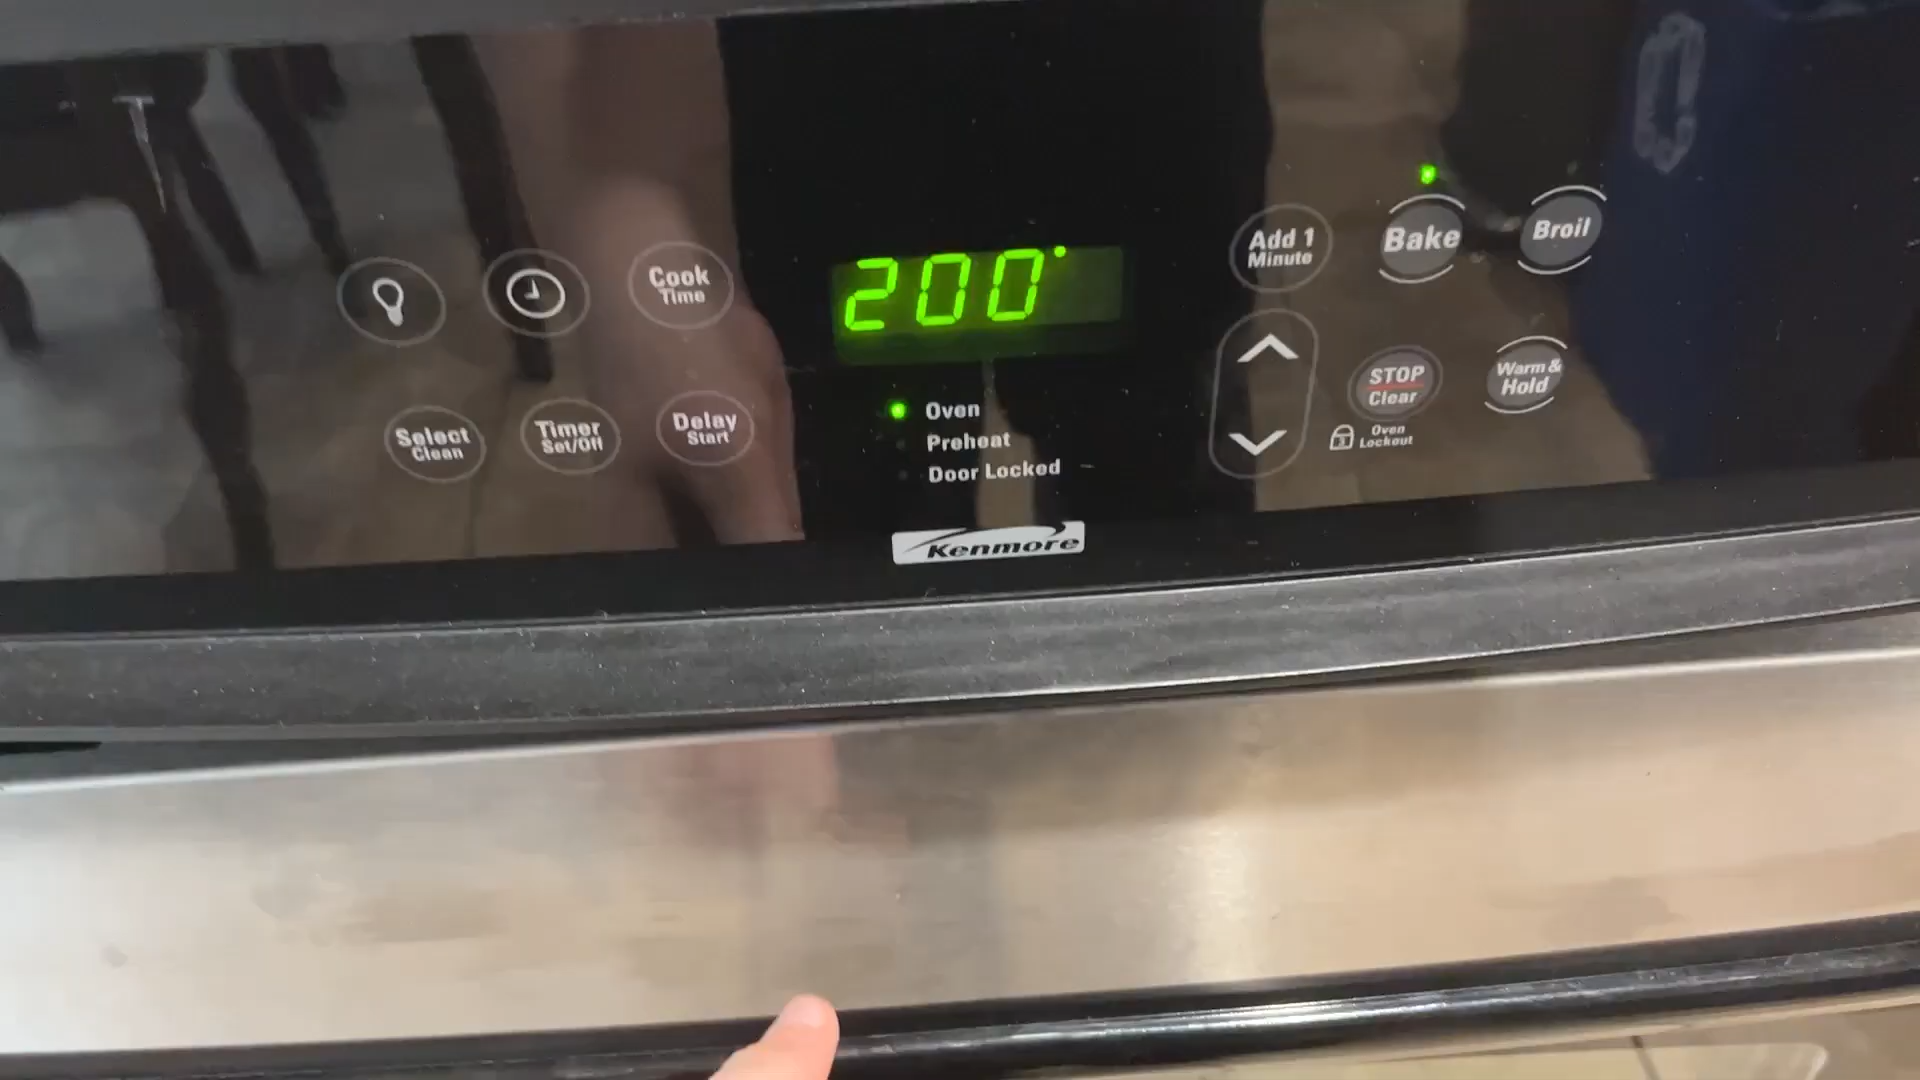 Cook
Time
Select
Clean
Timer
Set/Off
Delay
Start
200°
Oven
Preheat
Door Locked
Kenmore
Add 1
Minute
Bake
Broil
STOP
Clear
Warm &
Hold
Oven
Lockout
3